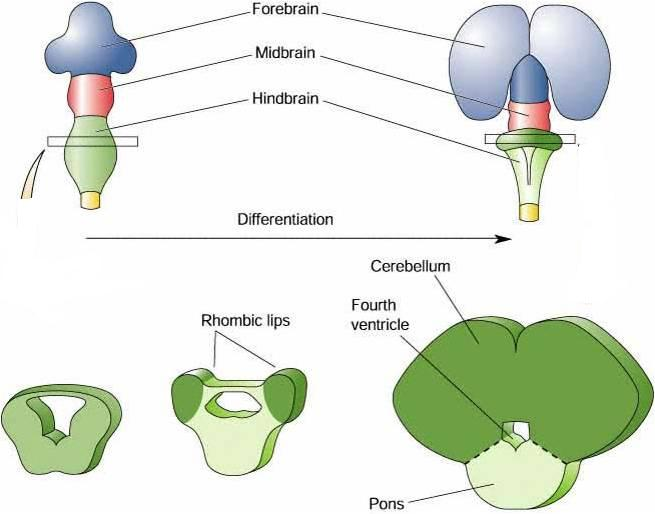 Forebrain
Midbrain
Hindbrain
Differentiation
Cerebellum
Fourth
ventricle
Rhombic lips
Pons